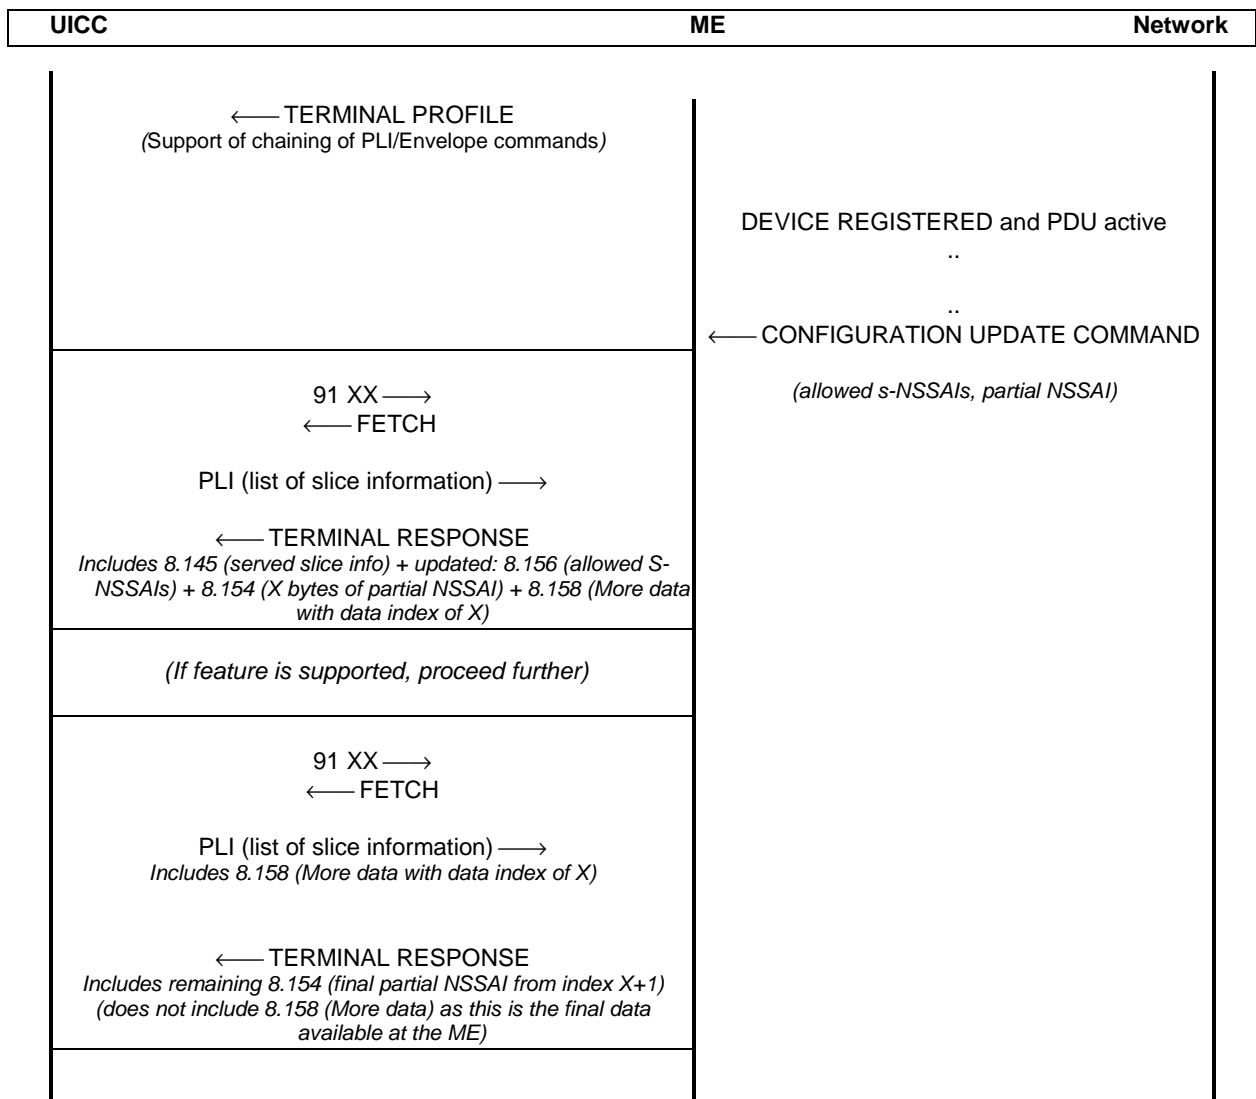 UICC ME Network
⟵ TERMINAL PROFILE
(Support of chaining of PLI/Envelope commands)
DEVICE REGISTERED and PDU active
..
..
⟵ CONFIGURATION UPDATE COMMAND
(allowed s-NSSAIs, partial NSSAI)
91 XX ⟶
⟵ FETCH
PLI (list of slice information) ⟶
⟵ TERMINAL RESPONSE
Includes 8.145 (served slice info) + updated: 8.156 (allowed S-
NSSAIs) + 8.154 (X bytes of partial NSSAI) + 8.158 (More data
with data index of X)
(If feature is supported, proceed further)
91 XX ⟶
⟵ FETCH
PLI (list of slice information) ⟶
Includes 8.158 (More data with data index of X)
⟵ TERMINAL RESPONSE
Includes remaining 8.154 (final partial NSSAI from index X+1)
(does not include 8.158 (More data) as this is the final data
available at the ME)